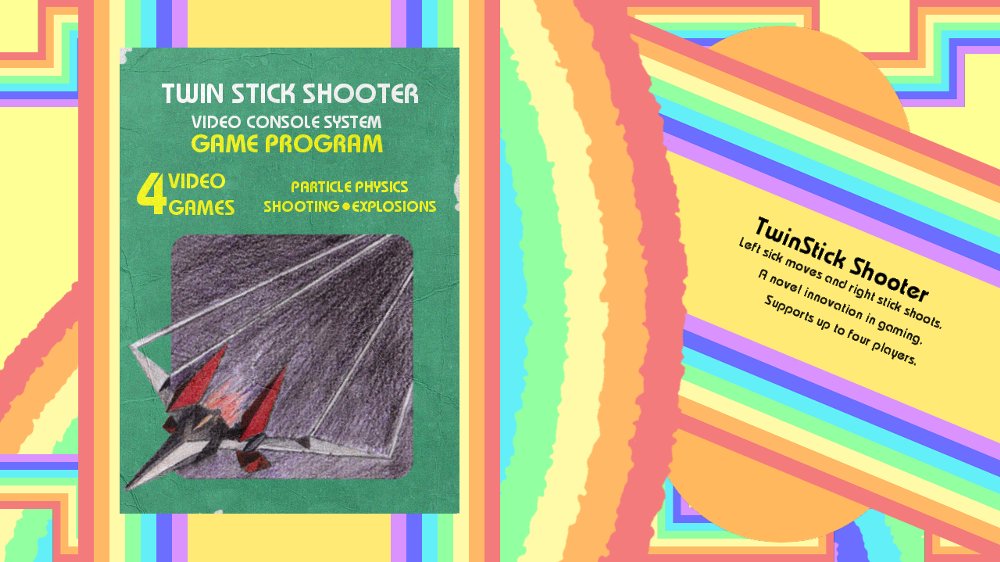 TWIN STICK SHOOTER
VIDEO CONSOLE SYSTEM
GAME PROGRAM
4 VIDEO
GAMES
PARTICLE PHYSICS
SHOOTING•EXPLOSIONS
TwinStick Shooter
Left sick moves and right stick shoots.
A novel innovation in gaming.
Supports up to four players.